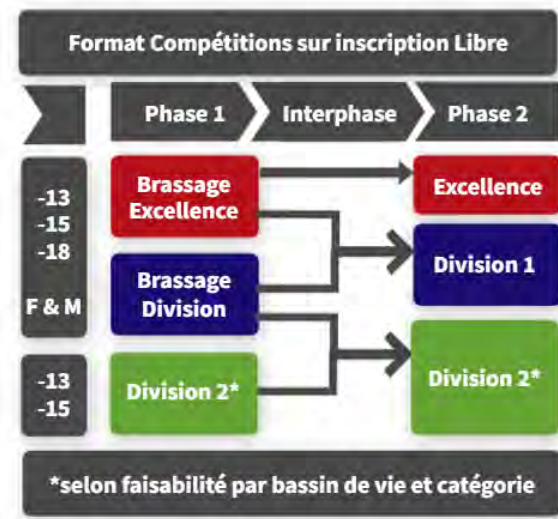 Format Compétitions sur inscription Libre
Phase 1
Interphase
Phase 2
-13
-15
-18
F & M
Brassage
Excellence
Excellence
Brassage
Division
Division 1
-13
-15
Division 2*
Division 2*
*selon faisabilité par bassin de vie et catégorie